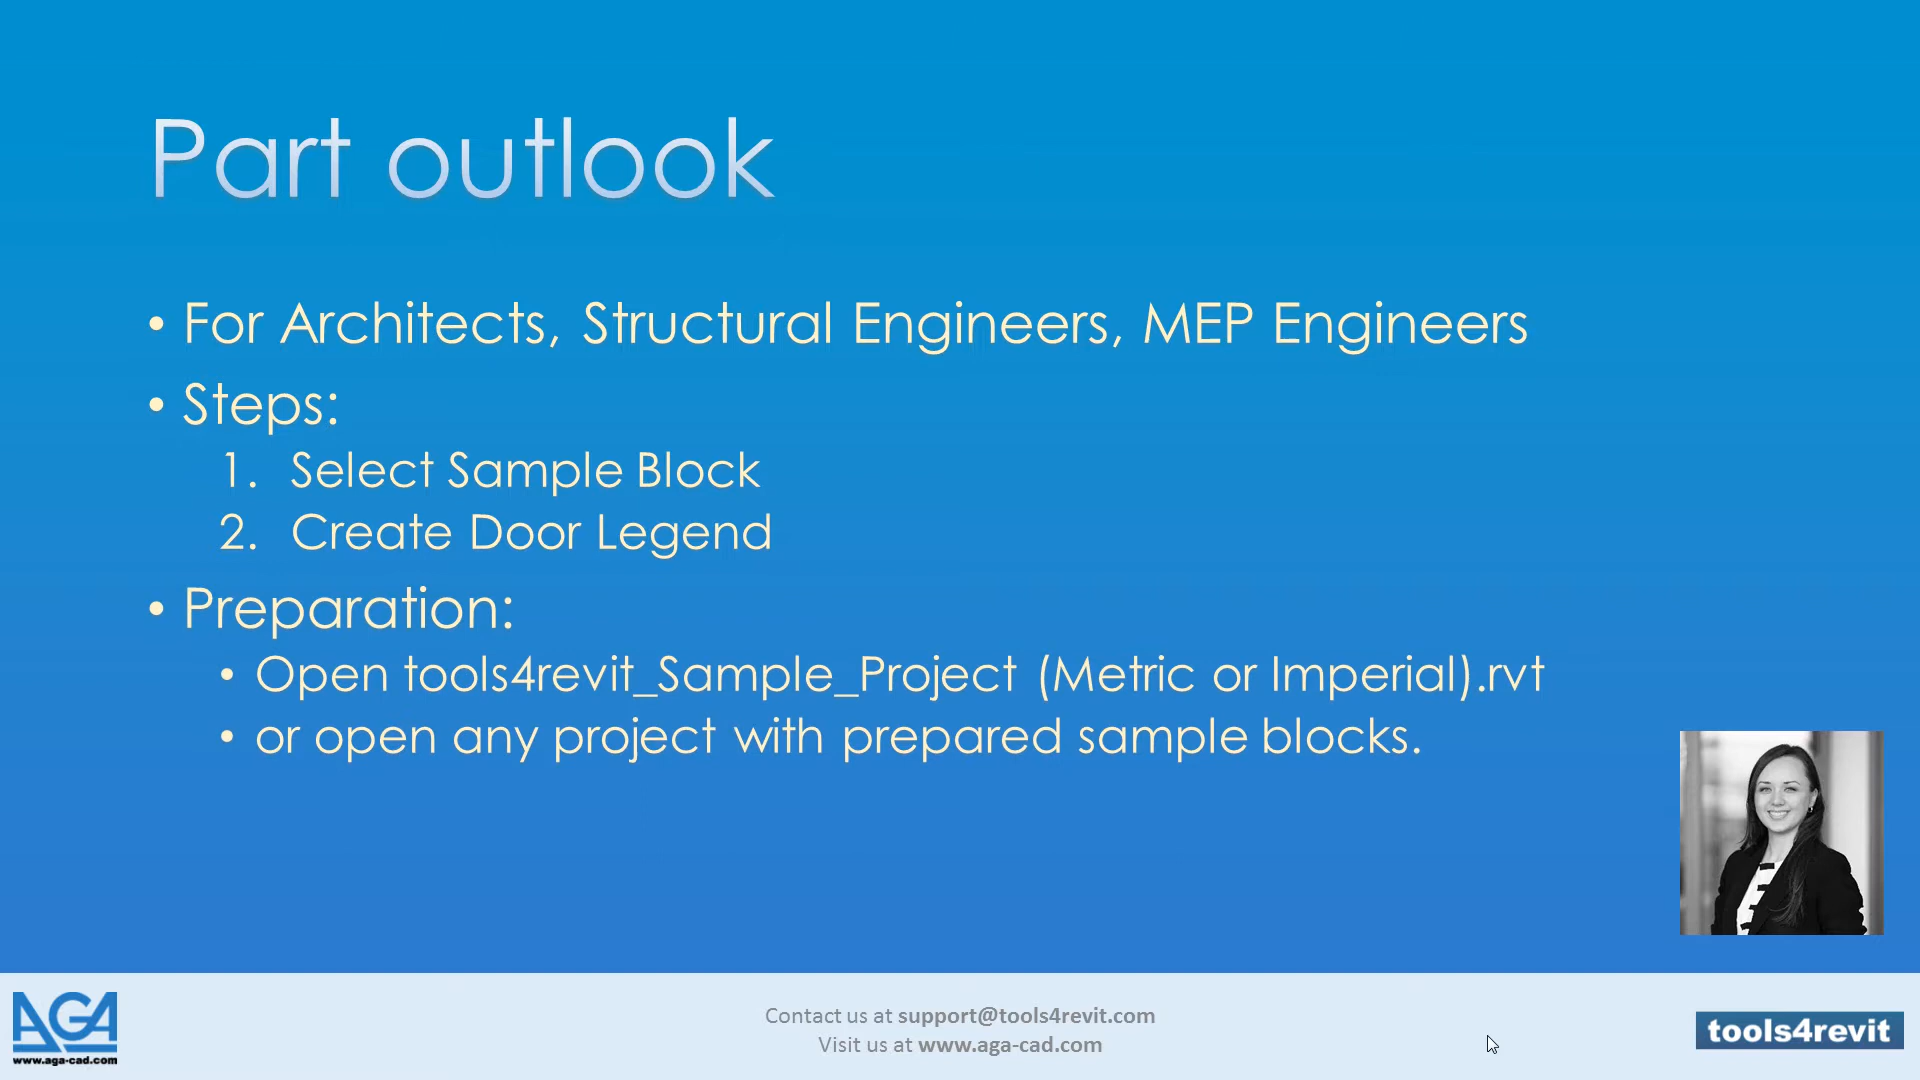 Part outlook
• For Architects, Structural Engineers, MEP Engineers
• Steps:
1. Select Sample Block
2. Create Door Legend
• Preparation:
• Open tools4revit_Sample_Project (Metric or Imperial).rvt
• or open any project with prepared sample blocks.
AGA
www.aga-cad.com
Contact us at support@tools4revit.com
Visit us at www.aga-cad.com
tools4revit